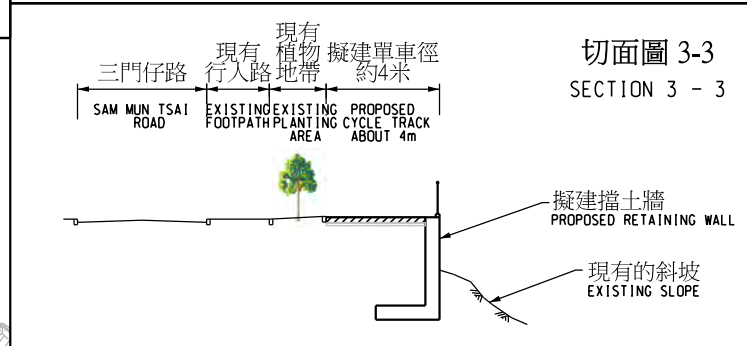 切面圖 3-3
SECTION 3 - 3
三門仔路
SAM MUN TSAI
ROAD
現有
行人路
EXISTING
FOOTPATH
現有
植物
地帶
EXISTING
PLANTING
AREA
擬建單車徑
約4米
PROPOSED
CYCLE TRACK
ABOUT 4m
擬建擋土牆
PROPOSED RETAINING WALL
現有的斜坡
EXISTING SLOPE